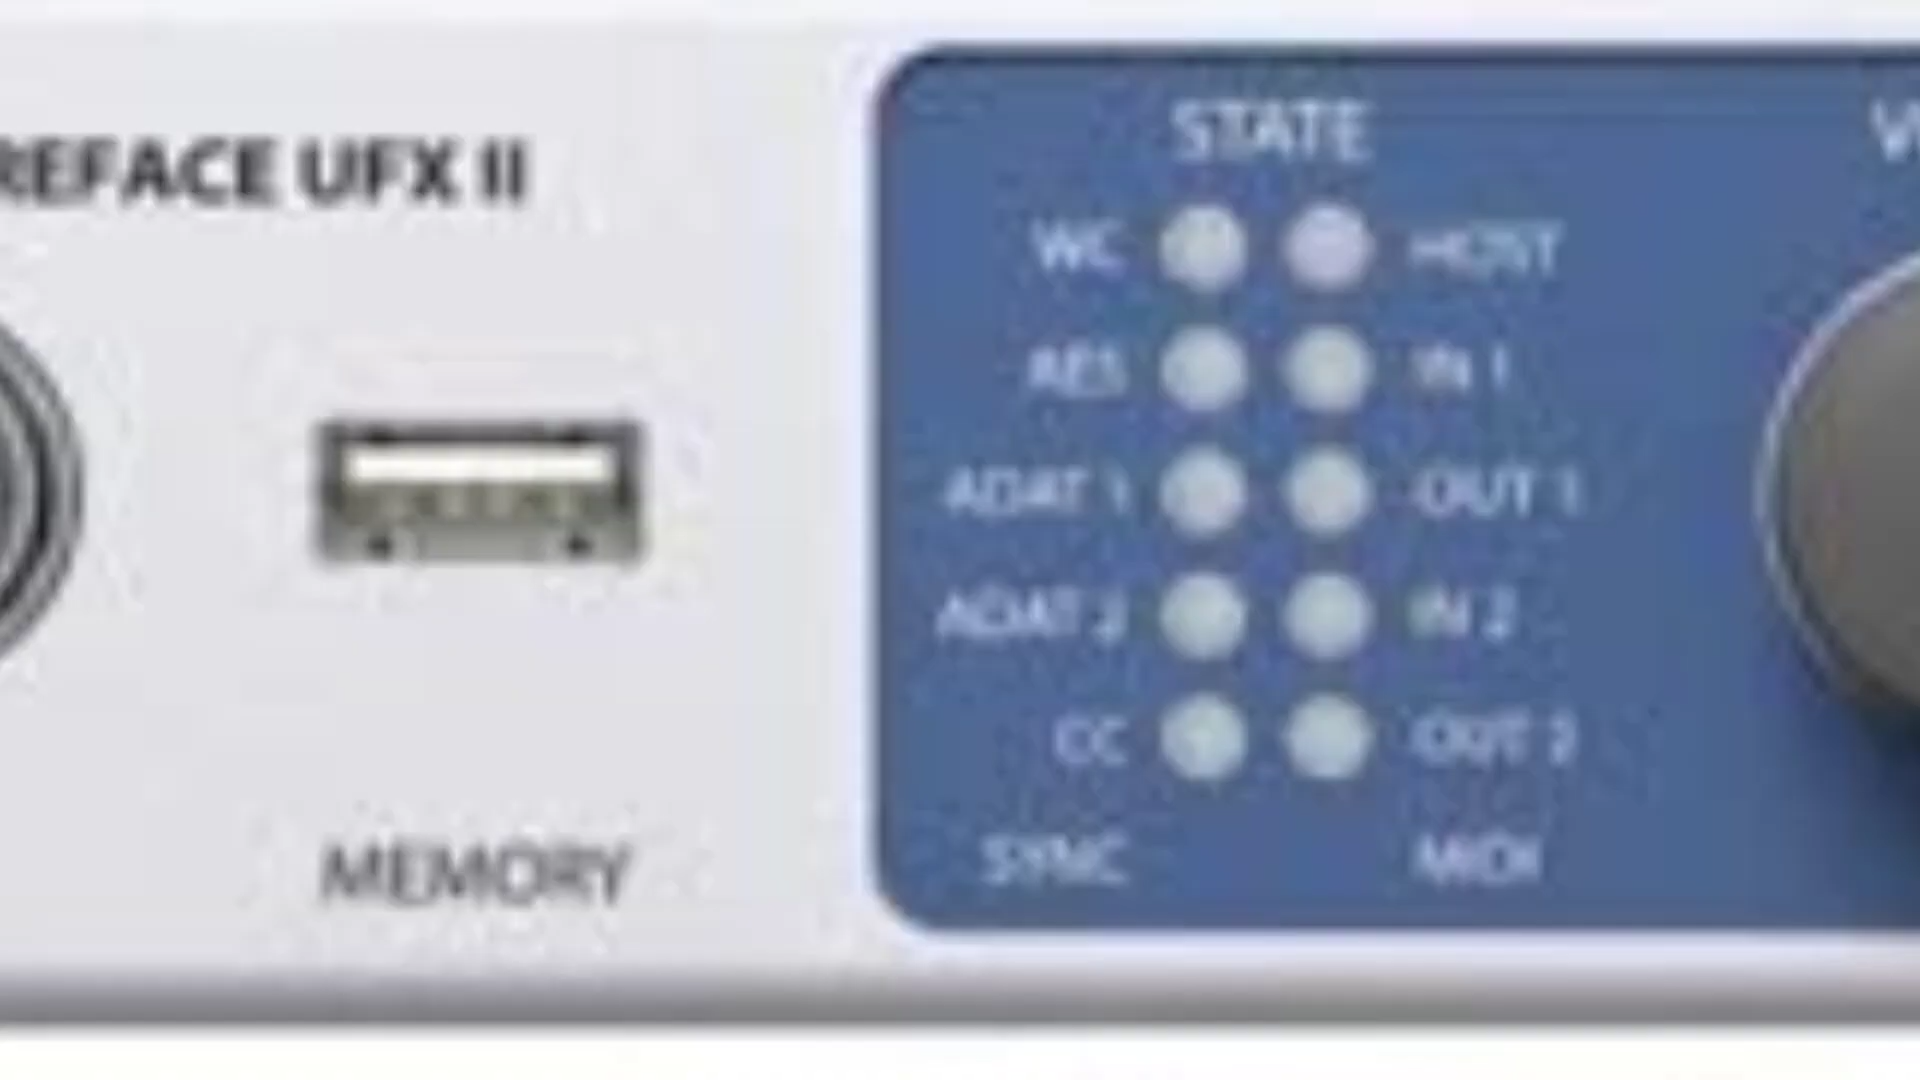 REFACE UFX II
MEMORY
STATE
WC HOST
AES IN 1
ADAT 1 OUT 1
ADAT 2 IN 2
CC OUT 2
SYNC MIDI